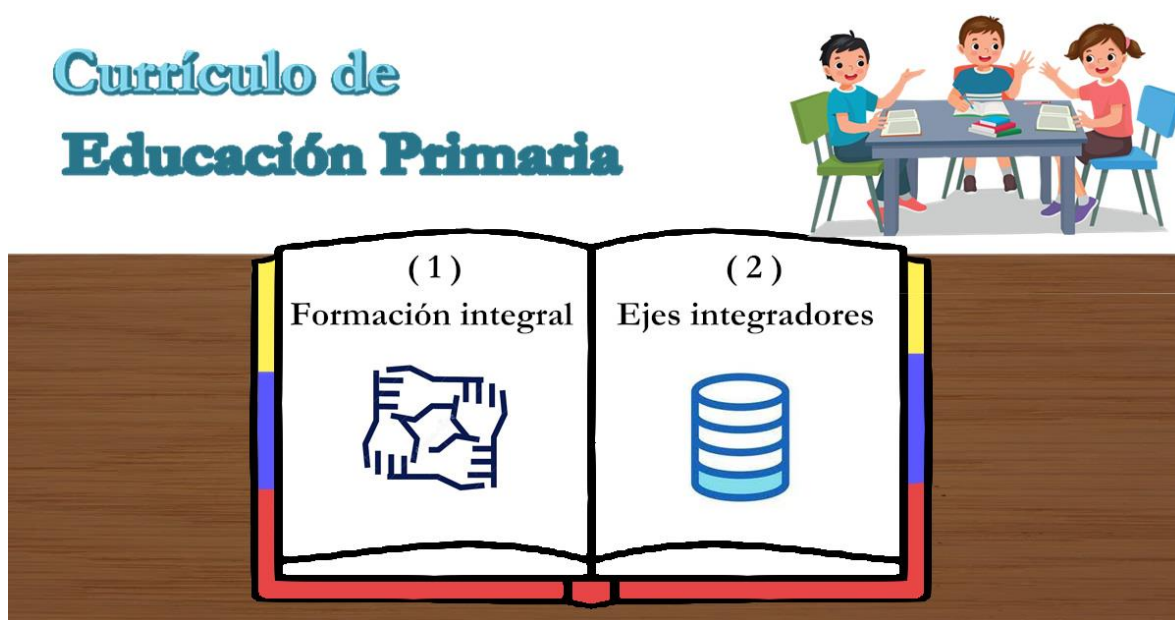 Currículo de
Educación Primaria
( 1 )
Formación integral
( 2 )
Ejes integradores